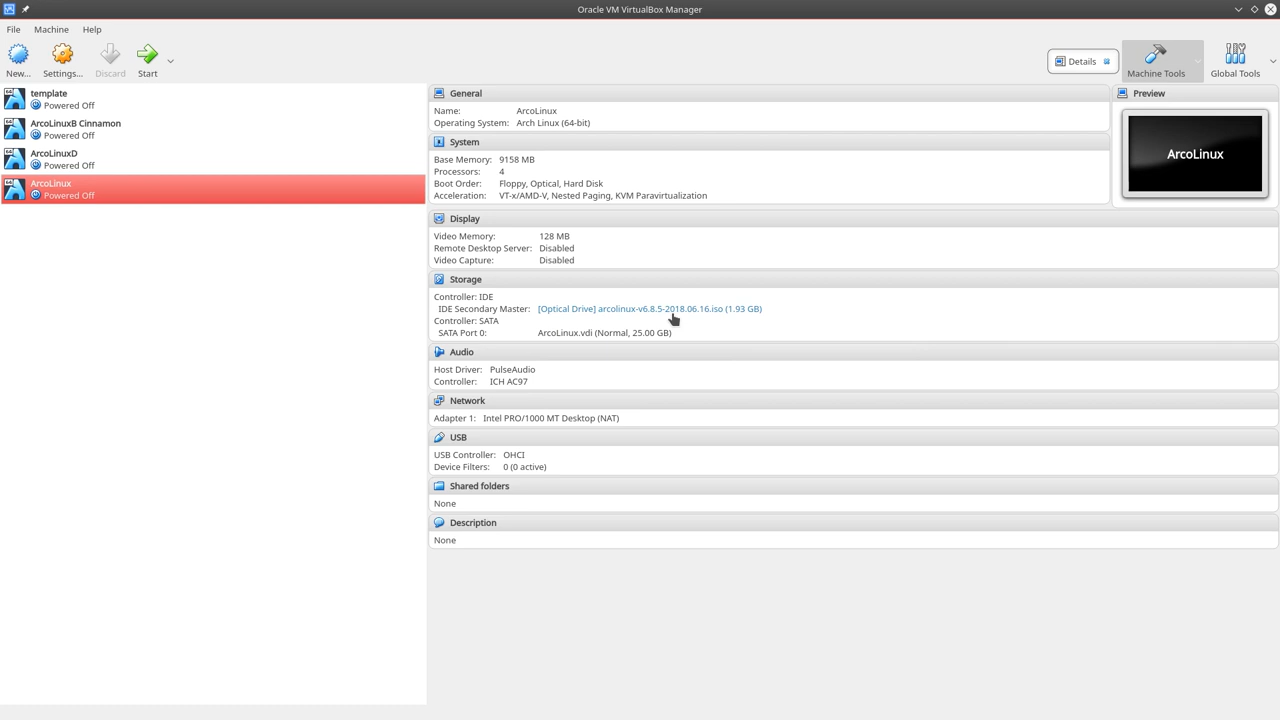 Oracle VM VirtualBox Manager
File Machine Help
New... Settings... Discard Start
Details Machine Tools Global Tools
64 template
Powered Off
64 ArcoLinuxB Cinnamon
Powered Off
64 ArcoLinuxD
Powered Off
64 ArcoLinux
Powered Off
General
Name: ArcoLinux
Operating System: Arch Linux (64-bit)
System
Base Memory: 9158 MB
Processors: 4
Boot Order: Floppy, Optical, Hard Disk
Acceleration: VT-x/AMD-V, Nested Paging, KVM Paravirtualization
Preview
ArcoLinux
Display
Video Memory: 128 MB
Remote Desktop Server: Disabled
Video Capture: Disabled
Storage
Controller: IDE
IDE Secondary Master: [Optical Drive] arcolinux-v6.8.5-2018.06.16.iso (1.93 GB)
Controller: SATA
SATA Port 0: ArcoLinux.vdi (Normal, 25.00 GB)
Audio
Host Driver: PulseAudio
Controller: ICH AC97
Network
Adapter 1: Intel PRO/1000 MT Desktop (NAT)
USB
USB Controller: OHCI
Device Filters: 0 (0 active)
Shared folders
None
Description
None